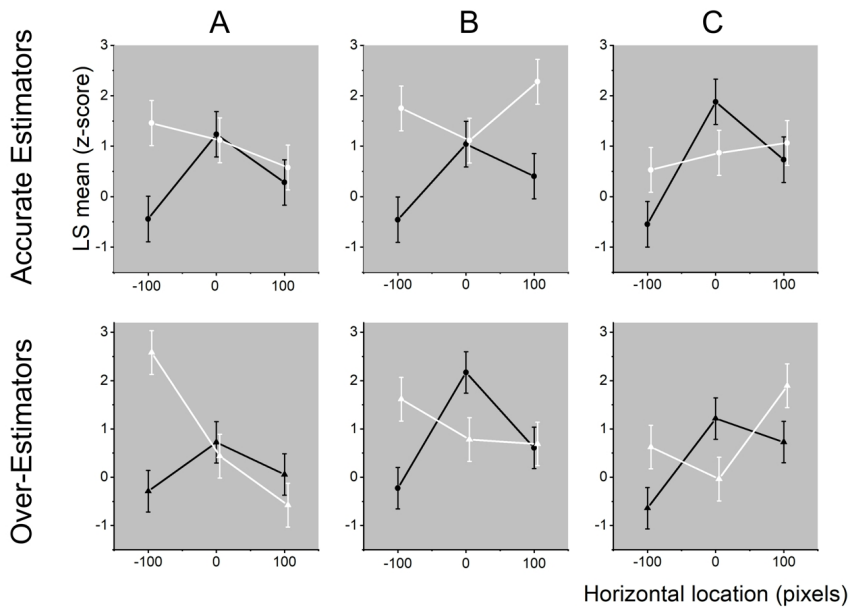 A B C
Accurate Estimators
LS mean (z-score)
3 3 3
2 2 2
1 1 1
0 0 0
-1 -1 -1
-100 0 100 -100 0 100 -100 0 100
Over-Estimators
3 3 3
2 2 2
1 1 1
0 0 0
-1 -1 -1
-100 0 100 -100 0 100 -100 0 100
Horizontal location (pixels)